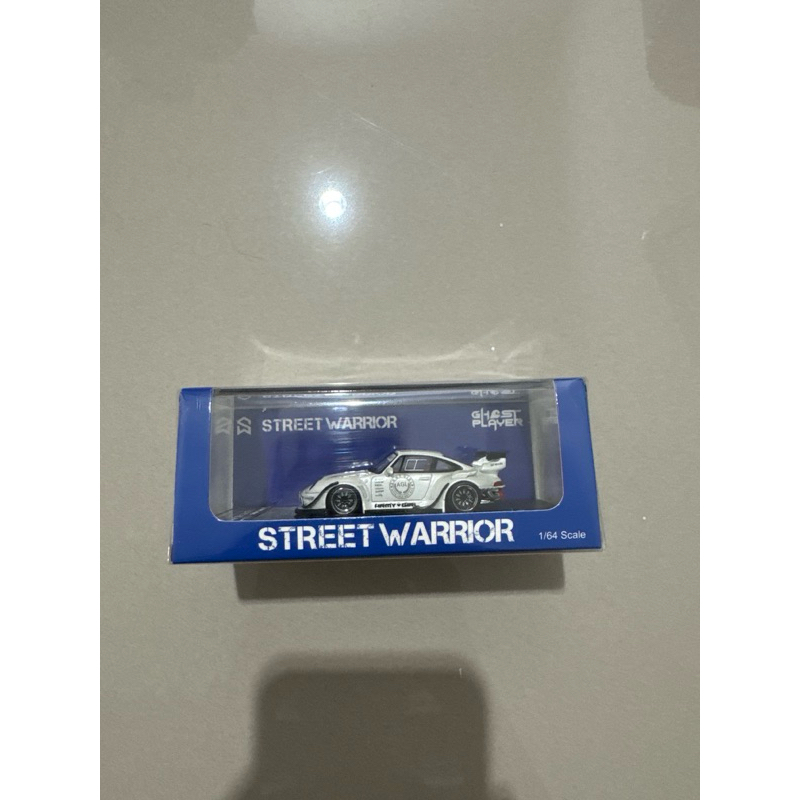 STREET WARRIOR
GHOST
PLAYER
STREET WARRIOR
1/64 Scale